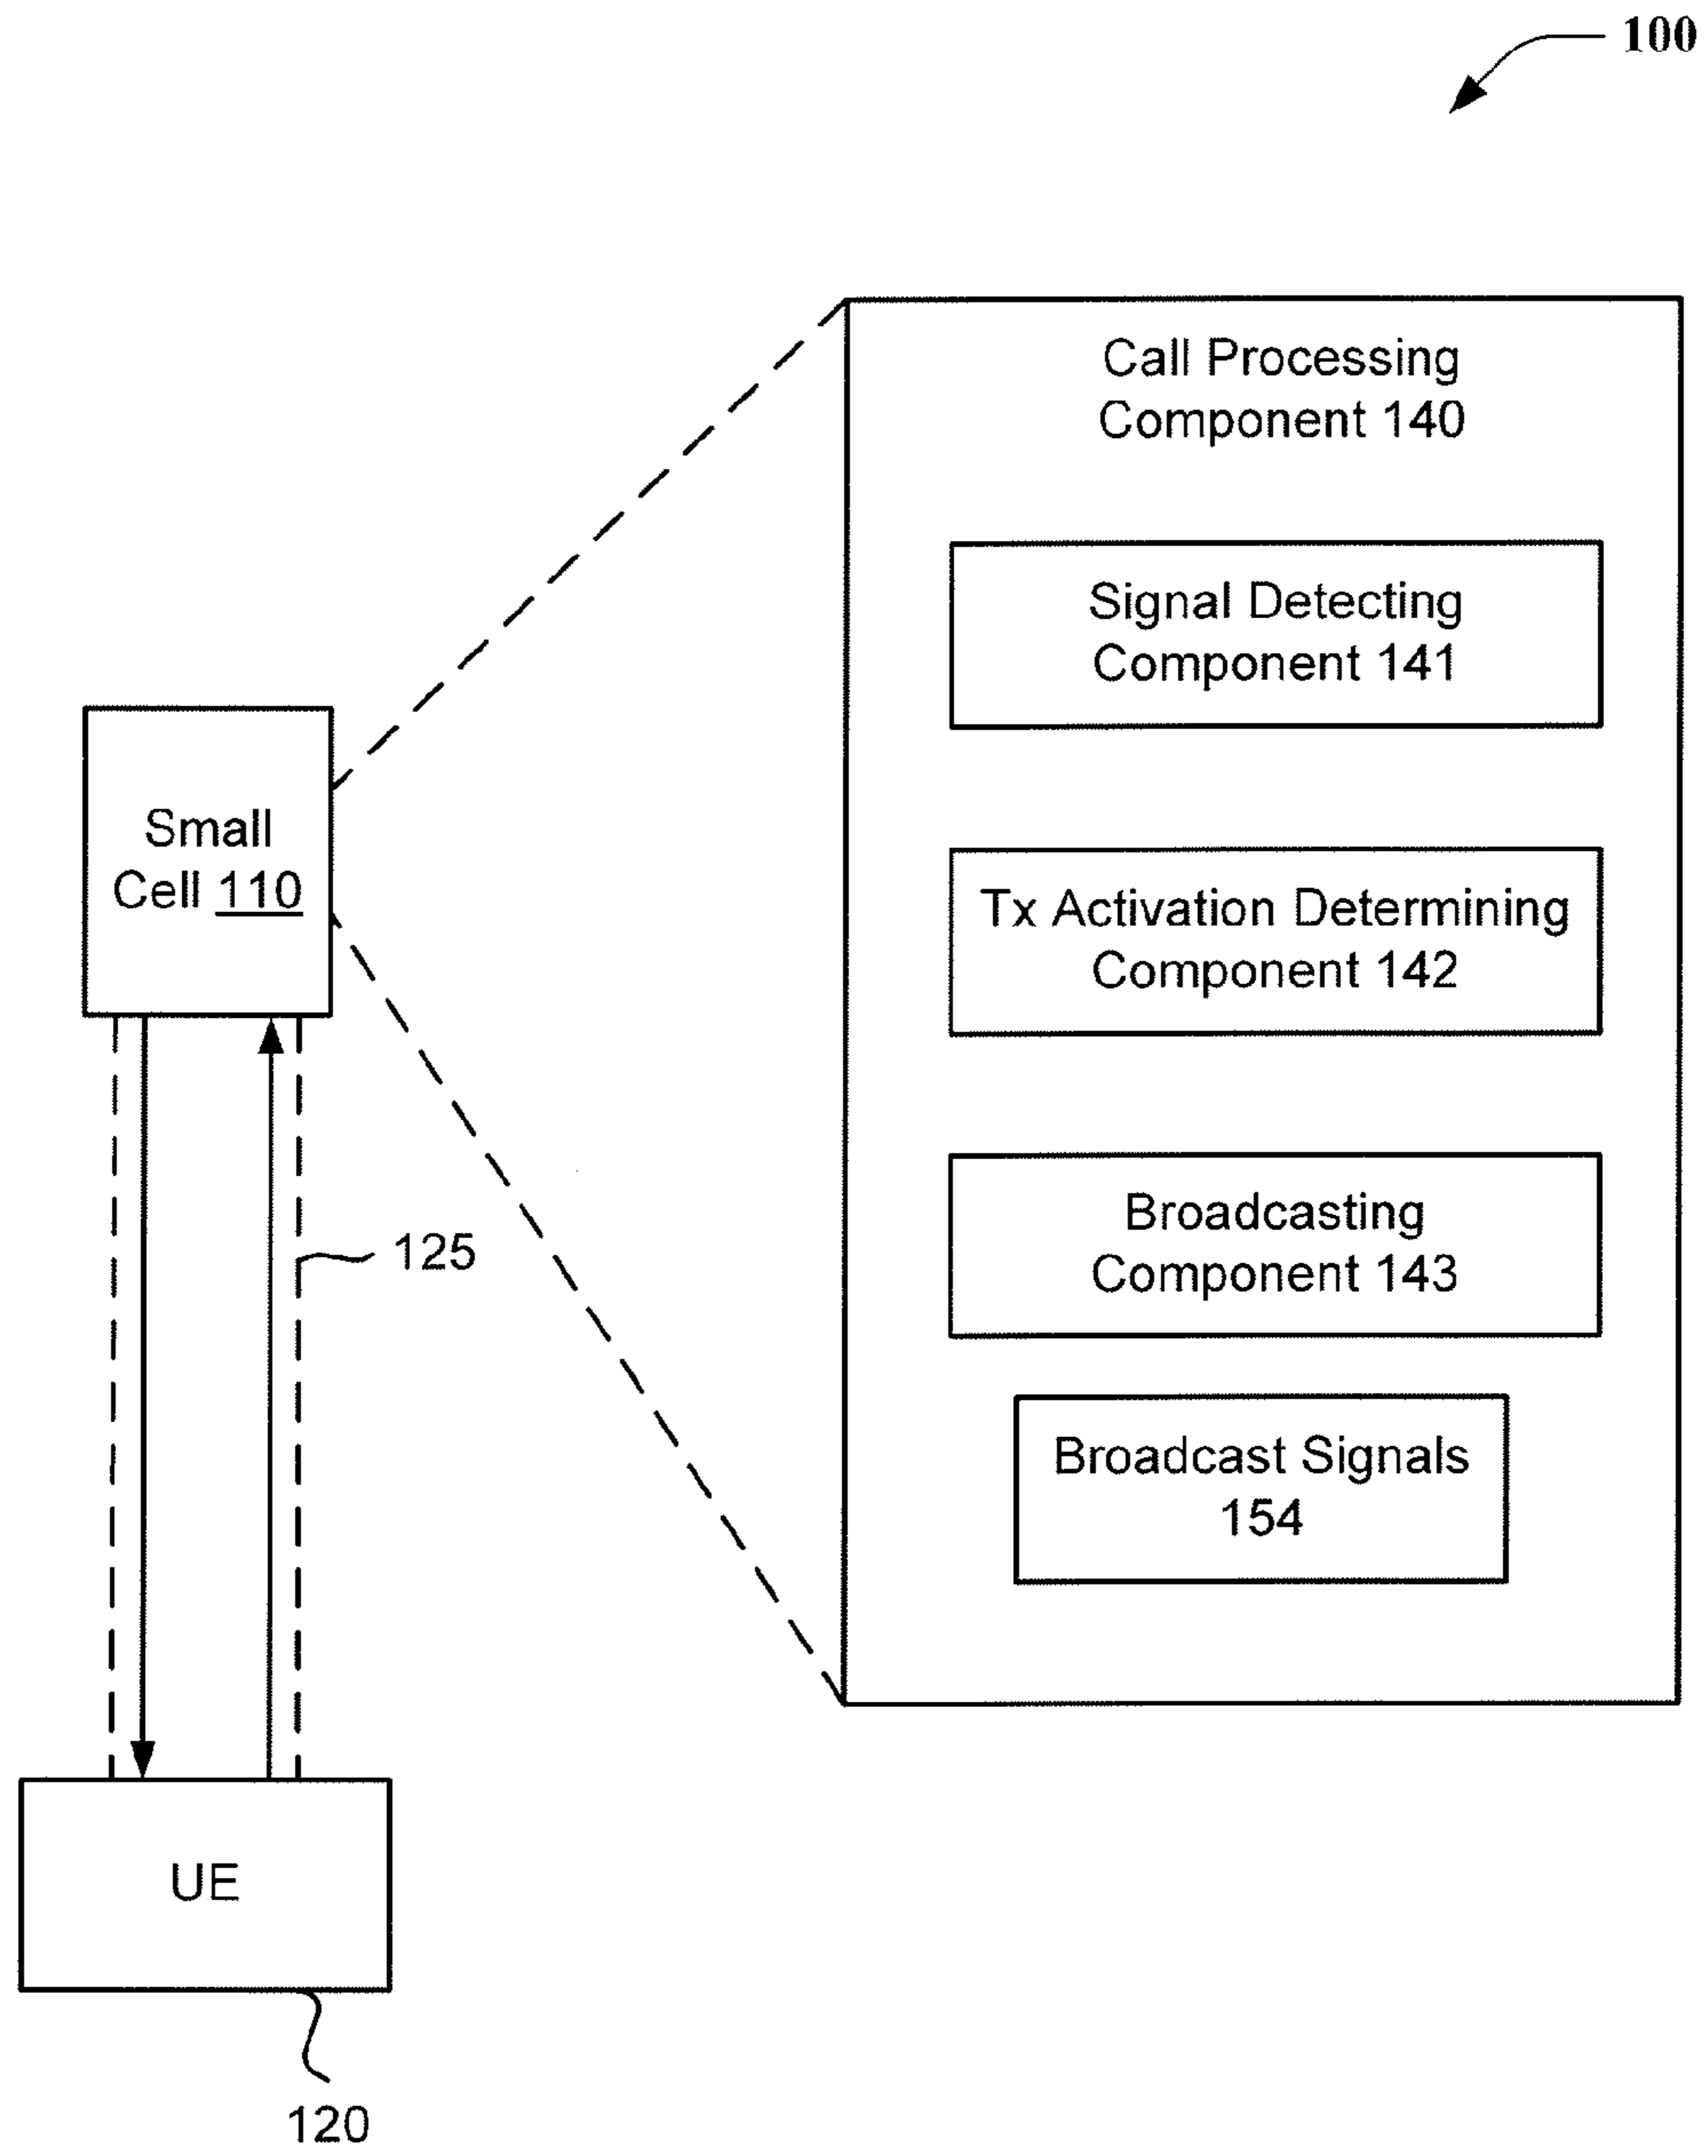 100
Call Processing
Component 140
Signal Detecting
Component 141
Small
Cell 110
Tx Activation Determining
Component 142
Broadcasting
Component 143
125
Broadcast Signals
154
UE
120